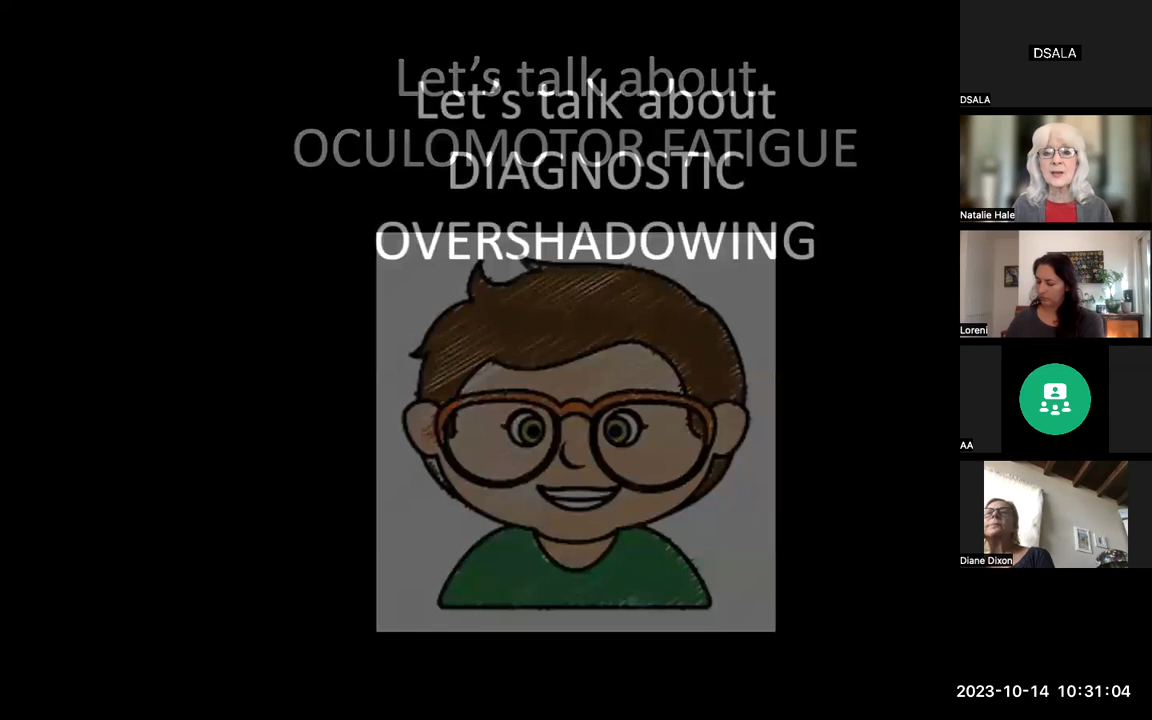 Let's talk about
OCULOMOTOR FATIGUE
Let's talk about
DIAGNOSTIC
OVERSHADOWING
DSALA
DSALA
Natalie Hale
Loreni
AA
Diane Dixon
2023-10-14 10:31:04